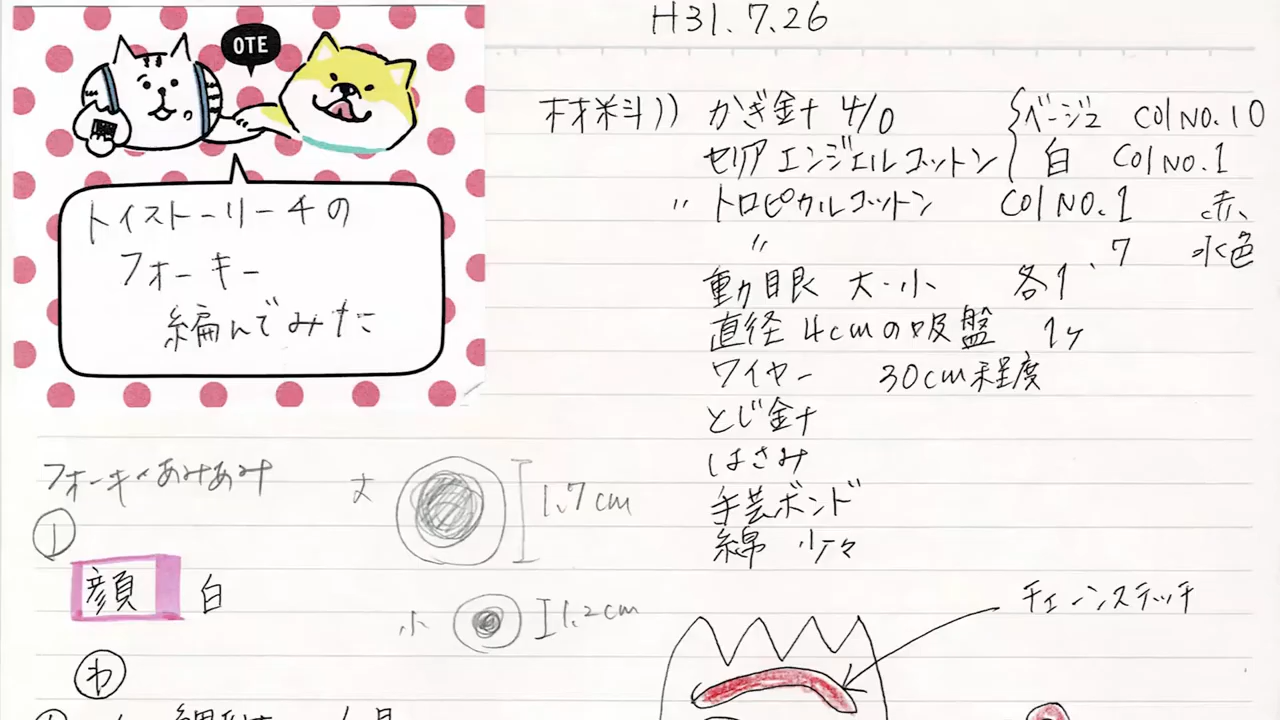 H31.7.26
OTE
トイストーリー4の
フォーキー
編んでみた
材料)) かぎ金十 4/0
セリア エンジェルコットン { ベージュ Col NO.10
白 Col NO.1
〃 トロピカルコットン Col NO.1 赤
〃 〃 7 水色
動眼 大・小 各1
直径 4cmの吸盤 1ケ
ワイヤー 30cm程度
とじ針
はさみ
手芸ボンド
綿 少々
フォーキーあみあみ
大 1.7cm
①
顔 白
小 1.2cm
チェーンステッチ
わ